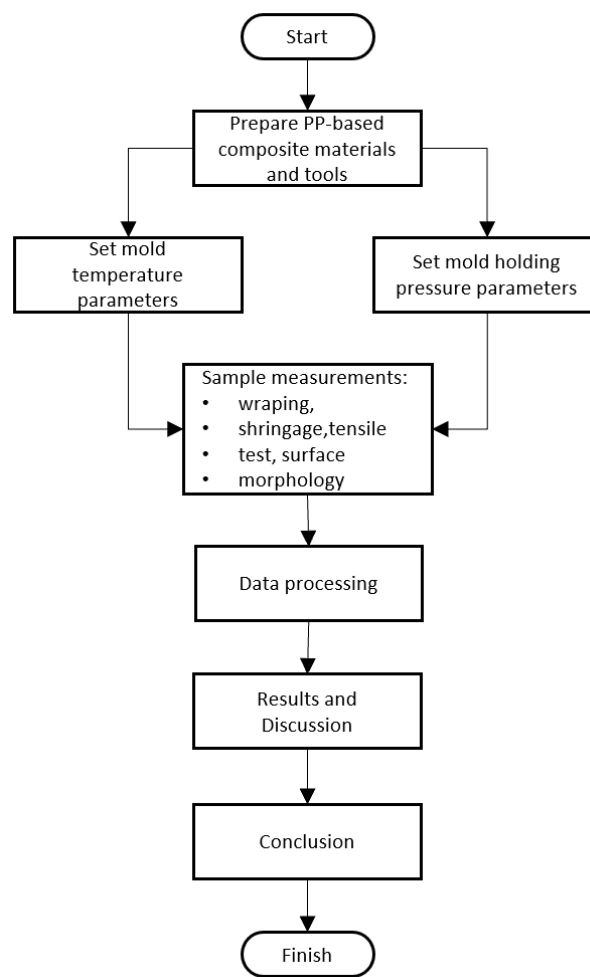 Start
Prepare PP-based
composite materials
and tools
Set mold
temperature
parameters
Set mold holding
pressure parameters
Sample measurements:
• wraping,
• shringage,tensile
• test, surface
• morphology
Data processing
Results and
Discussion
Conclusion
Finish